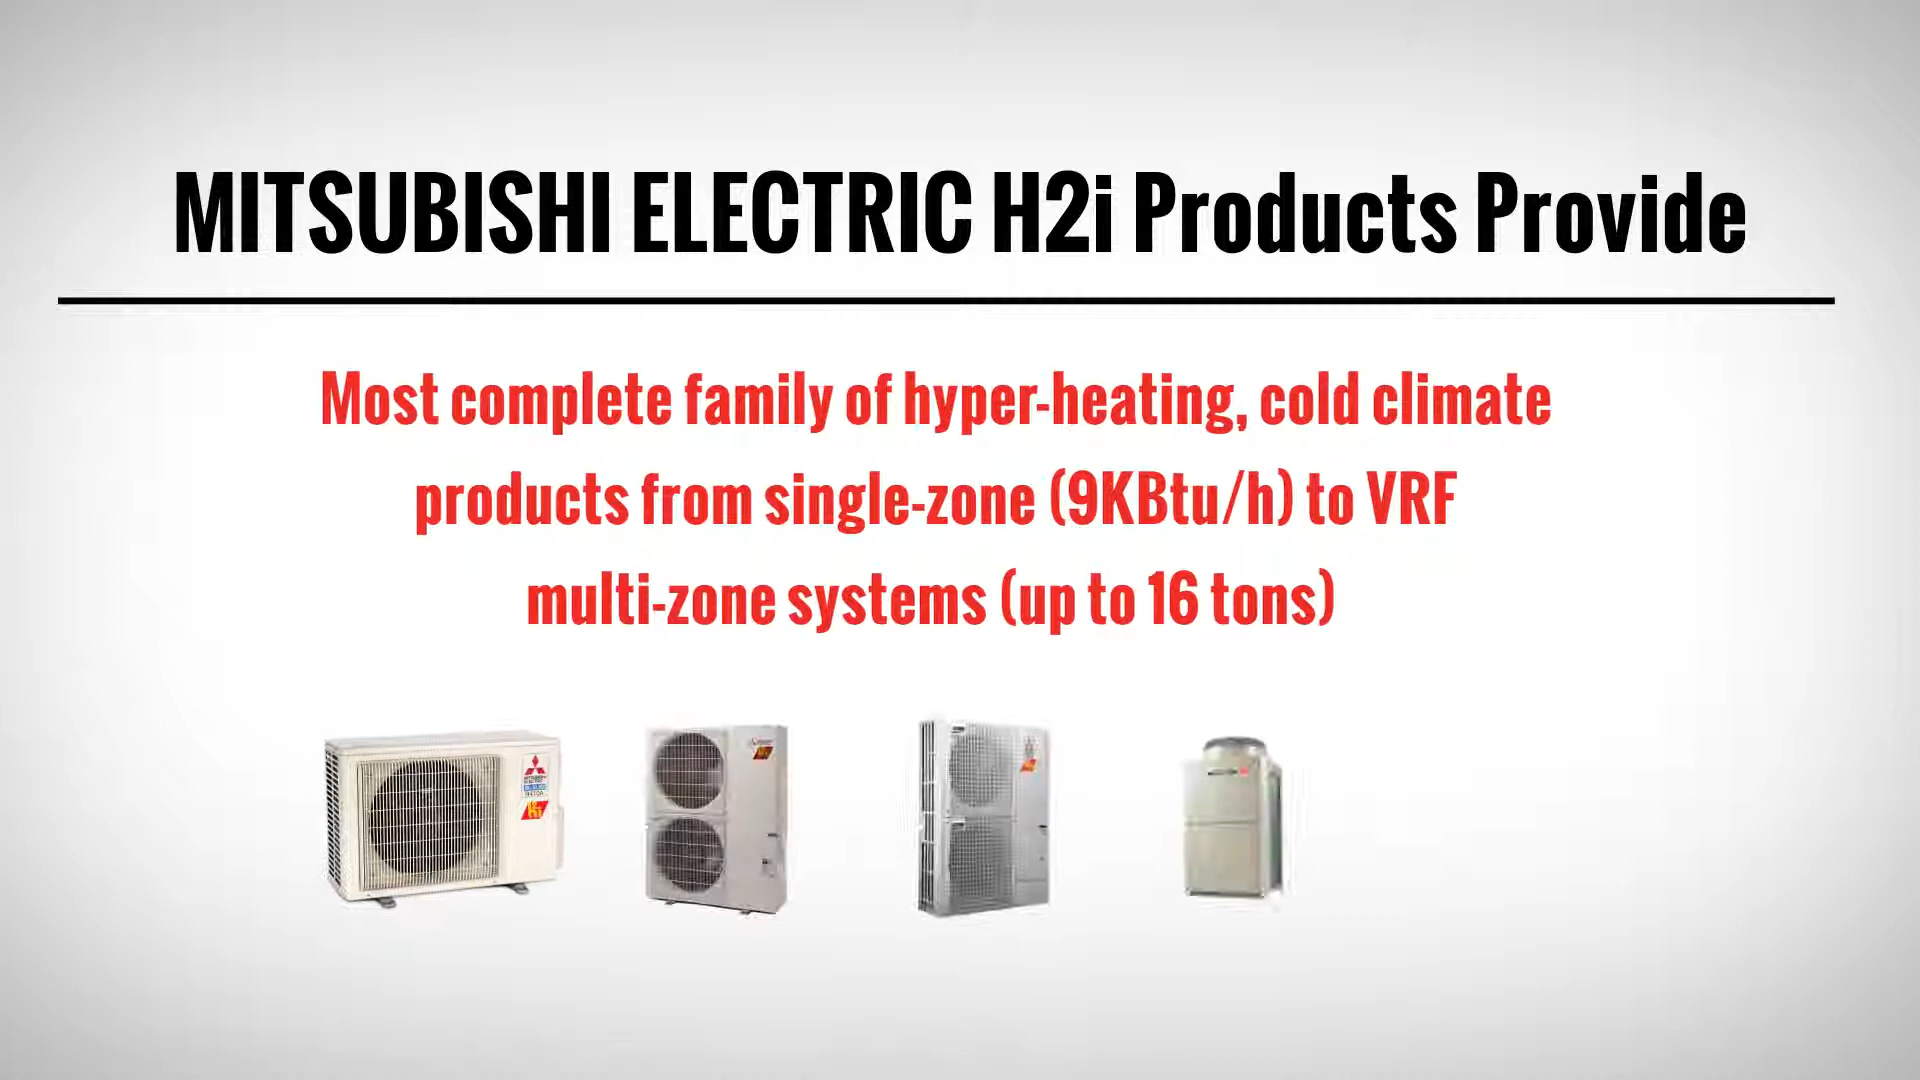 MITSUBISHI ELECTRIC H2i Products Provide
Most complete family of hyper-heating, cold climate
products from single-zone (9KBtu/h) to VRF
multi-zone systems (up to 16 tons)